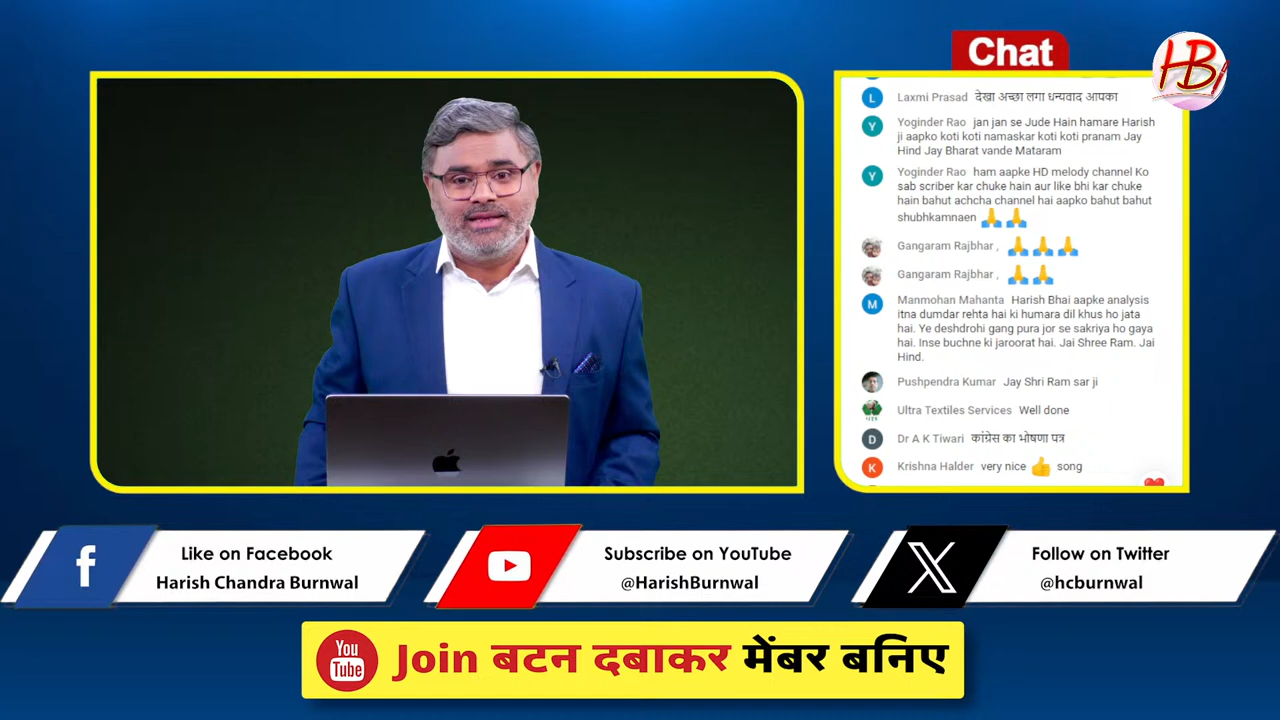 Chat
HB
Laxmi Prasad देखा अच्छा लगा धन्यवाद आपका
Yoginder Rao jan jan se Jude Hain hamare Harish
ji aapko koti koti namaskar koti koti pranam Jay
Hind Jay Bharat vande Mataram
Yoginder Rao ham aapke HD melody channel Ko
sab scriber kar chuke hain aur like bhi kar chuke
hain bahut achcha channel hai aapko bahut bahut
shubhkamnaen 🙏🙏
Gangaram Rajbhar , 🙏🙏🙏
Gangaram Rajbhar , 🙏🙏
Manmohan Mahanta Harish Bhai aapke analysis
itna dumdar rehta hai ki humara dil khus ho jata
hai. Ye deshdrohi gang pura jor se sakriya ho gaya
hai. Inse buchne ki jaroorat hai. Jai Shree Ram. Jai
Hind.
Pushpendra Kumar Jay Shri Ram sar ji
Ultra Textiles Services Well done
Dr A K Tiwari कांग्रेस का भोषणा पत्र
Krishna Halder very nice 👍 song
Like on Facebook
Harish Chandra Burnwal
Subscribe on YouTube
@HarishBurnwal
Follow on Twitter
@hcburnwal
You
Tube
Join बटन दबाकर मेंबर बनिए